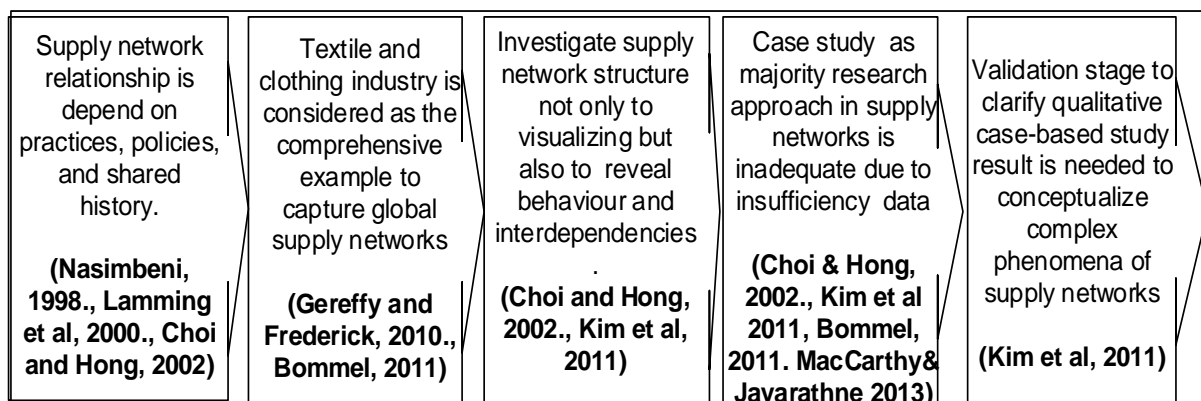 Supply network
relationship is
depend on
practices, policies,
and shared
history.
(Nasimbeni,
1998., Lamming
et al, 2000., Choi
and Hong, 2002)
Textile and
clothing industry is
considered as the
comprehensive
example to
capture global
supply networks
(Gereffy and
Frederick, 2010.,
Bommel, 2011)
Investigate supply
network structure
not only to
visualizing but
also to reveal
behaviour and
interdependencies
.
(Choi and Hong,
2002., Kim et al,
2011)
Case study as
majority research
approach in supply
networks is
inadequate due to
insufficiency data
(Choi & Hong,
2002., Kim et al
2011, Bommel,
2011. MacCarthy&
Jayarathne 2013)
Validation stage to
clarify qualitative
case-based study
result is needed to
conceptualize
complex
phenomena of
supply networks
(Kim et al, 2011)